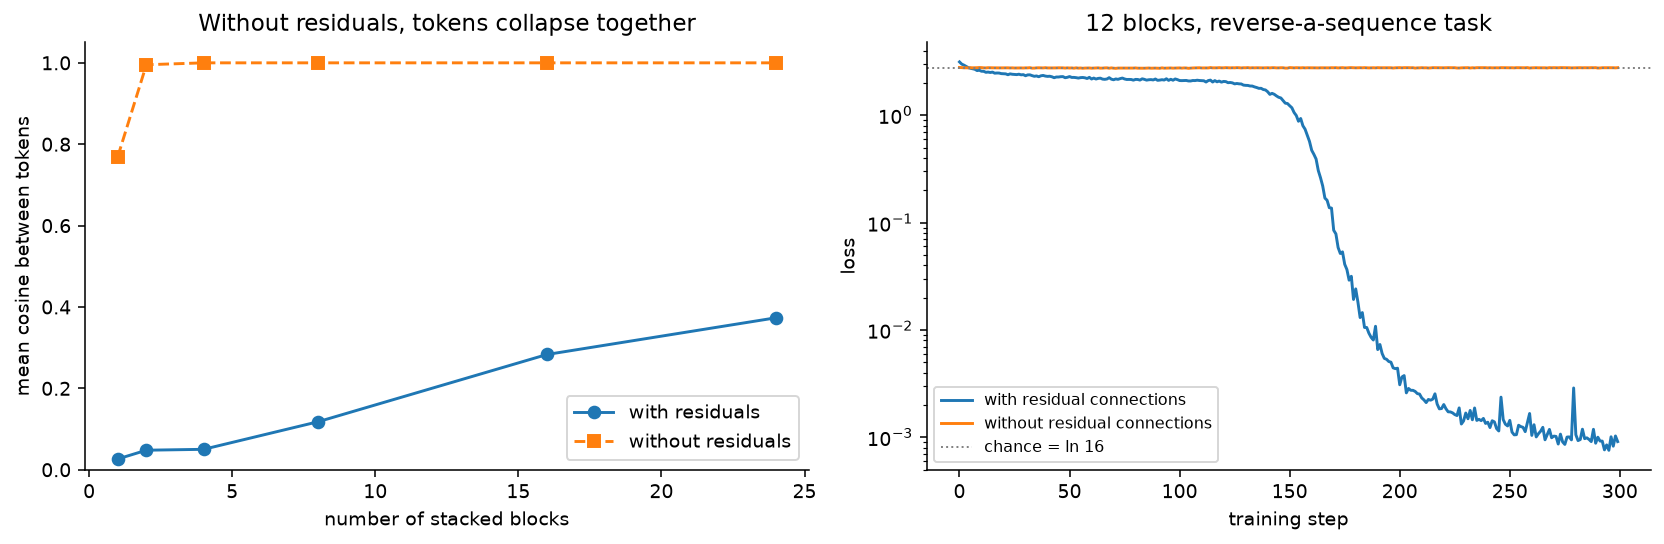 Without residuals, tokens collapse together
mean cosine between tokens
1.0
0.8
0.6
0.4
0.2
0.0
0
5
10
15
20
25
number of stacked blocks
with residuals
without residuals
12 blocks, reverse-a-sequence task
loss
10⁰
10⁻¹
10⁻²
10⁻³
0
50
100
150
200
250
300
training step
with residual connections
without residual connections
chance = ln 16